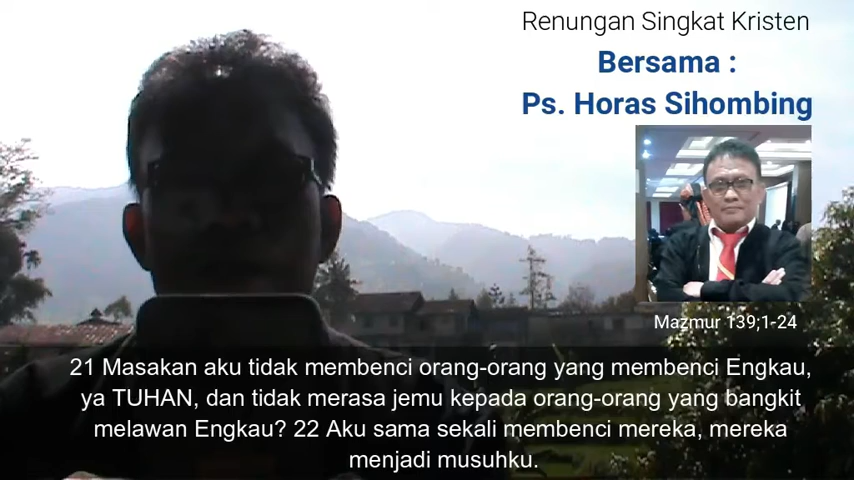 Renungan Singkat Kristen
Bersama :
Ps. Horas Sihombing
Mazmur 139;1-24
21 Masakan aku tidak membenci orang-orang yang membenci Engkau,
ya TUHAN, dan tidak merasa jemu kepada orang-orang yang bangkit
melawan Engkau? 22 Aku sama sekali membenci mereka, mereka
menjadi musuhku.